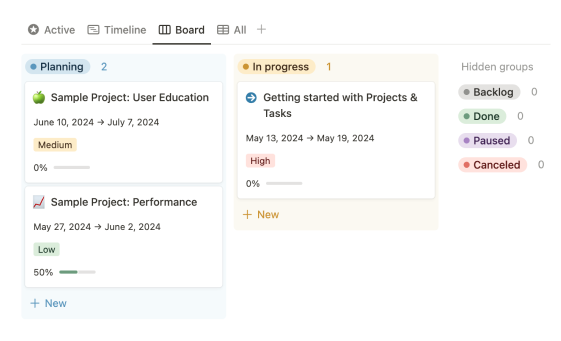 Active Timeline Board All
Planning 2
Sample Project: User Education
June 10, 2024 → July 7, 2024
Medium
0%
Sample Project: Performance
May 27, 2024 → June 2, 2024
Low
50%
+ New
In progress 1
Getting started with Projects &
Tasks
May 13, 2024 → May 19, 2024
High
0%
+ New
Hidden groups
Backlog 0
Done 0
Paused 0
Canceled 0